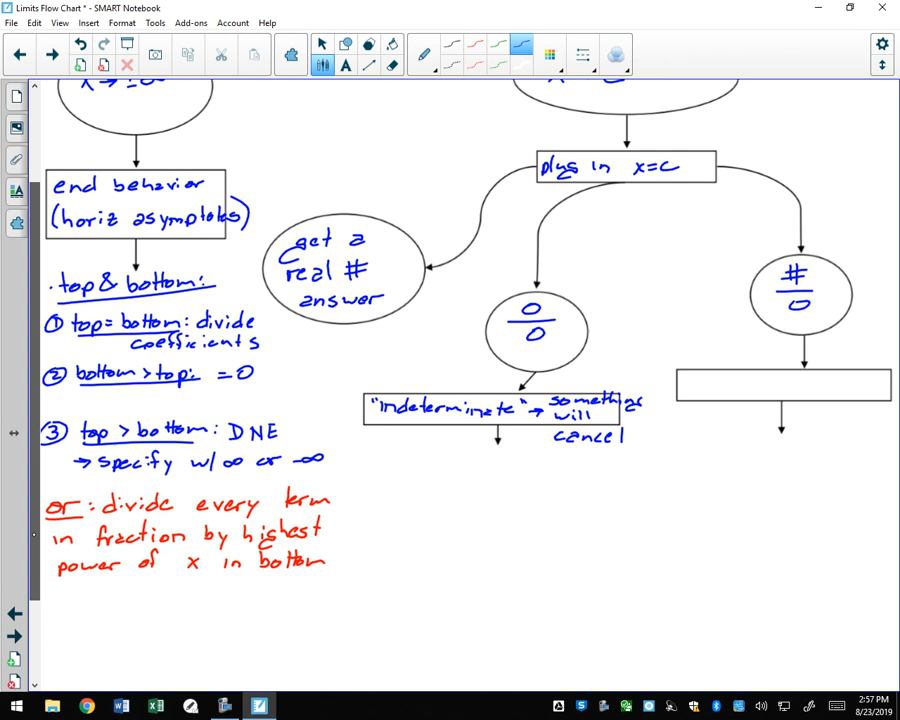 Limits Flow Chart * - SMART Notebook
File Edit View Insert Format Tools Add-ons Account Help
x → ±∞
end behavior
(horiz asymptotes)
• top & bottom:
① top = bottom: divide
coefficients
② bottom > top: = 0
③ top > bottom: DNE
→ specify w/ ∞ or -∞
or: divide every term
in fraction by highest
power of x in bottom
plug in x=c
get a
real #
answer
0
0
"indeterminate" → something
will
cancel
#
0
2:57 PM
8/23/2019